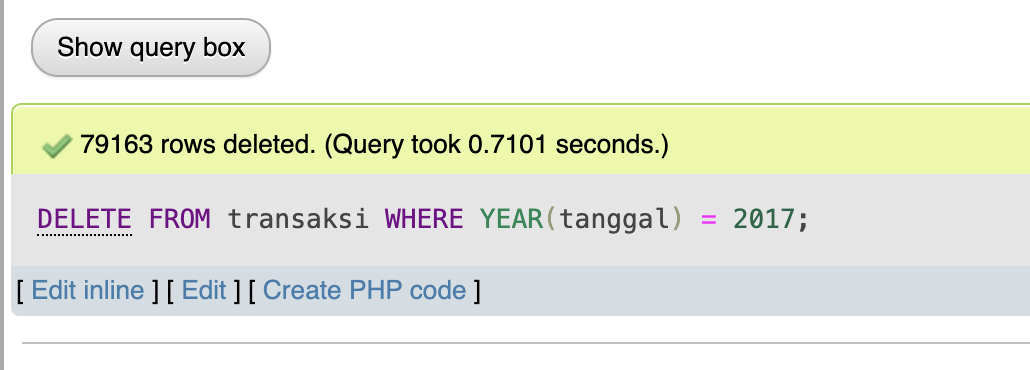 Show query box
79163 rows deleted. (Query took 0.7101 seconds.)
DELETE FROM transaksi WHERE YEAR(tanggal) = 2017;
[ Edit inline ] [ Edit ] [ Create PHP code ]